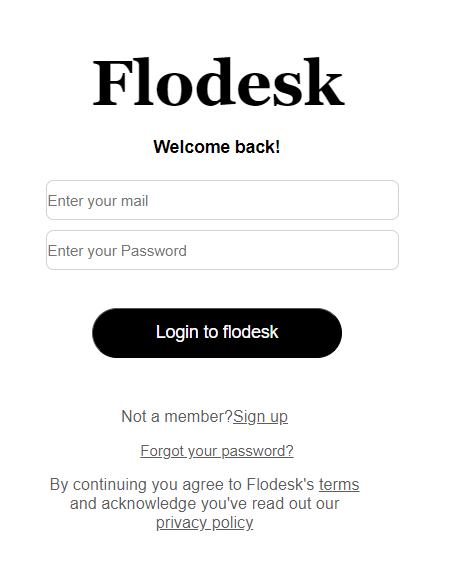 Flodesk
Welcome back!
Enter your mail
Enter your Password
Login to flodesk
Not a member?Sign up
Forgot your password?
By continuing you agree to Flodesk's terms
and acknowledge you've read out our
privacy policy